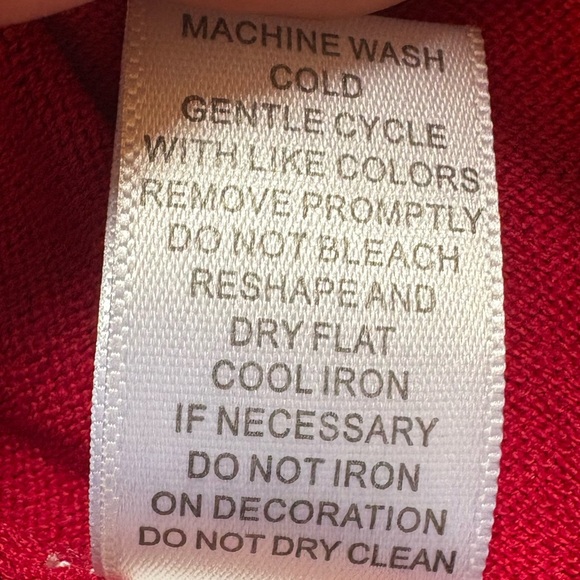 MACHINE WASH
COLD
GENTLE CYCLE
WITH LIKE COLORS
REMOVE PROMPTLY
DO NOT BLEACH
RESHAPE AND
DRY FLAT
COOL IRON
IF NECESSARY
DO NOT IRON
ON DECORATION
DO NOT DRY CLEAN